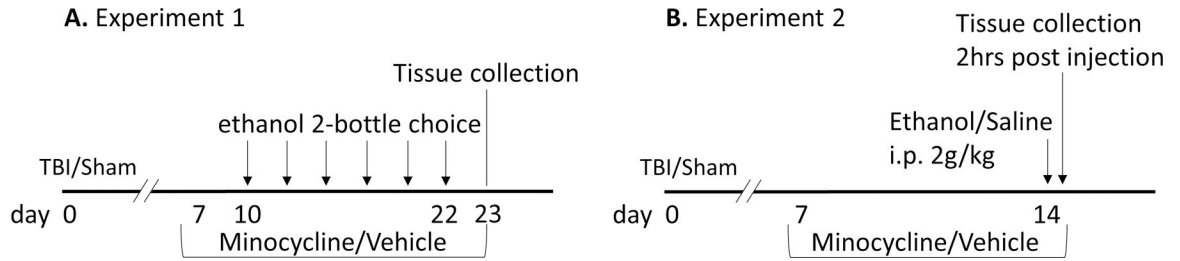 A. Experiment 1
Tissue collection
ethanol 2-bottle choice
TBI/Sham
day 0 7 10 22 23
Minocycline/Vehicle
B. Experiment 2
Tissue collection
2hrs post injection
Ethanol/Saline
i.p. 2g/kg
TBI/Sham
day 0 7 14
Minocycline/Vehicle